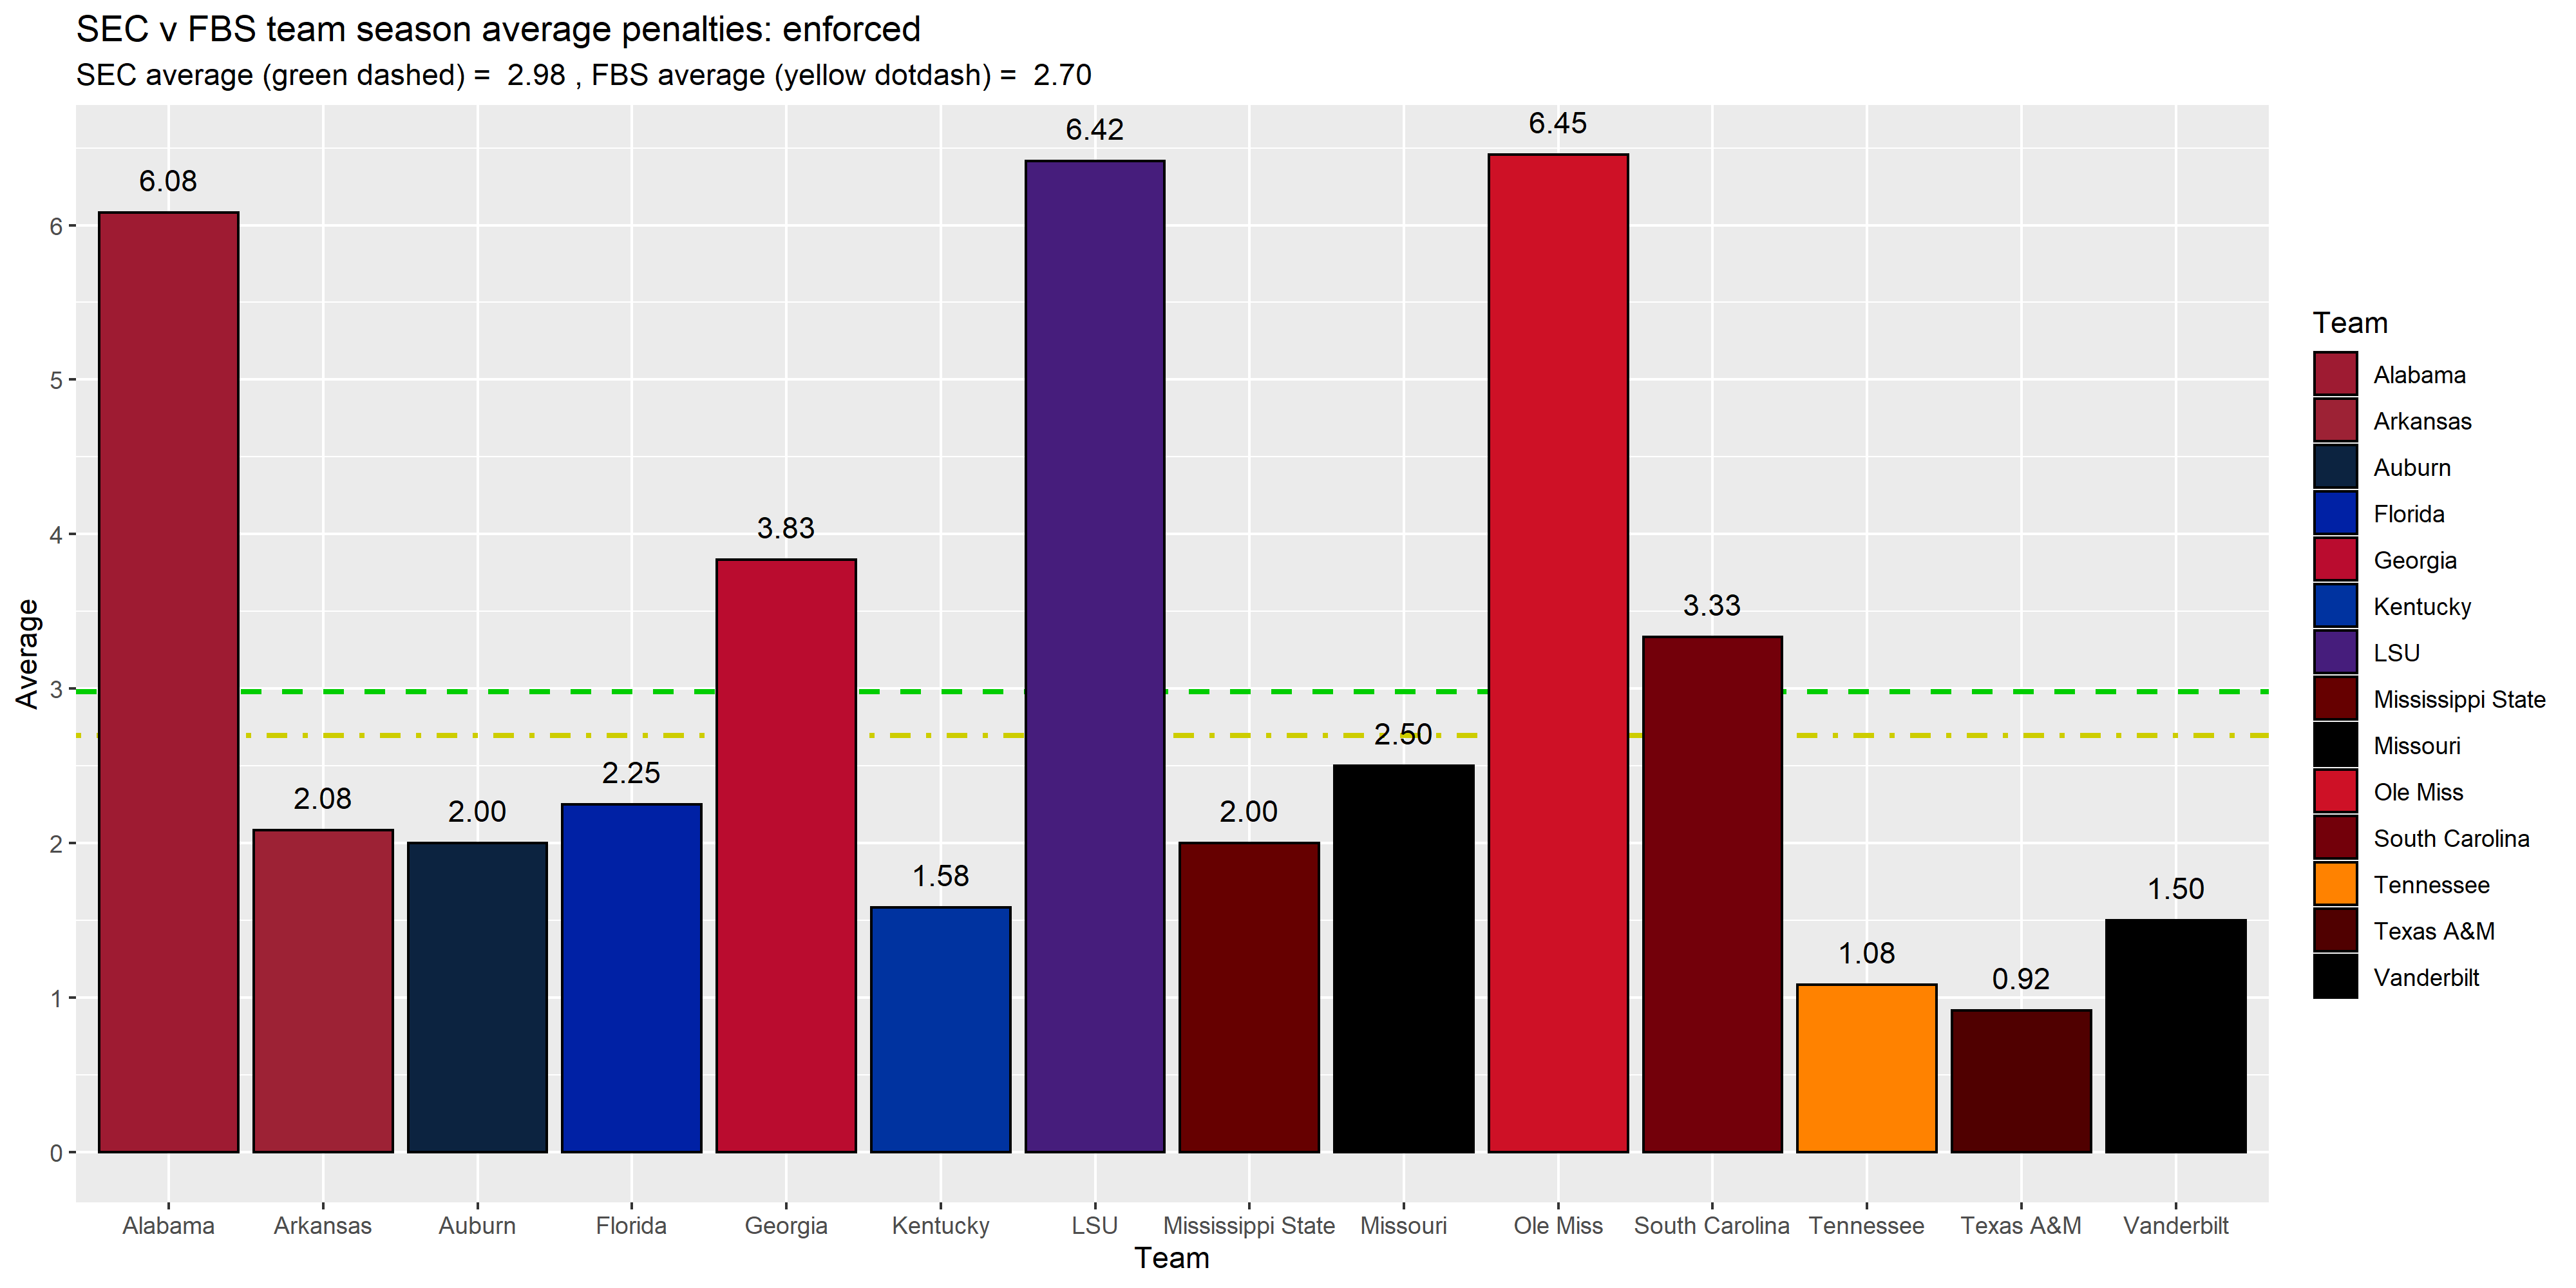 SEC v FBS team season average penalties: enforced
SEC average (green dashed) =  2.98 , FBS average (yellow dotdash) =  2.70
6.08
2.08
2.00
2.25
3.83
1.58
6.42
2.00
2.50
6.45
3.33
1.08
0.92
1.50
Average
6
5
4
3
2
1
0
Alabama
Arkansas
Auburn
Florida
Georgia
Kentucky
LSU
Mississippi State
Missouri
Ole Miss
South Carolina
Tennessee
Texas A&M
Vanderbilt
Team
Team
Alabama
Arkansas
Auburn
Florida
Georgia
Kentucky
LSU
Mississippi State
Missouri
Ole Miss
South Carolina
Tennessee
Texas A&M
Vanderbilt